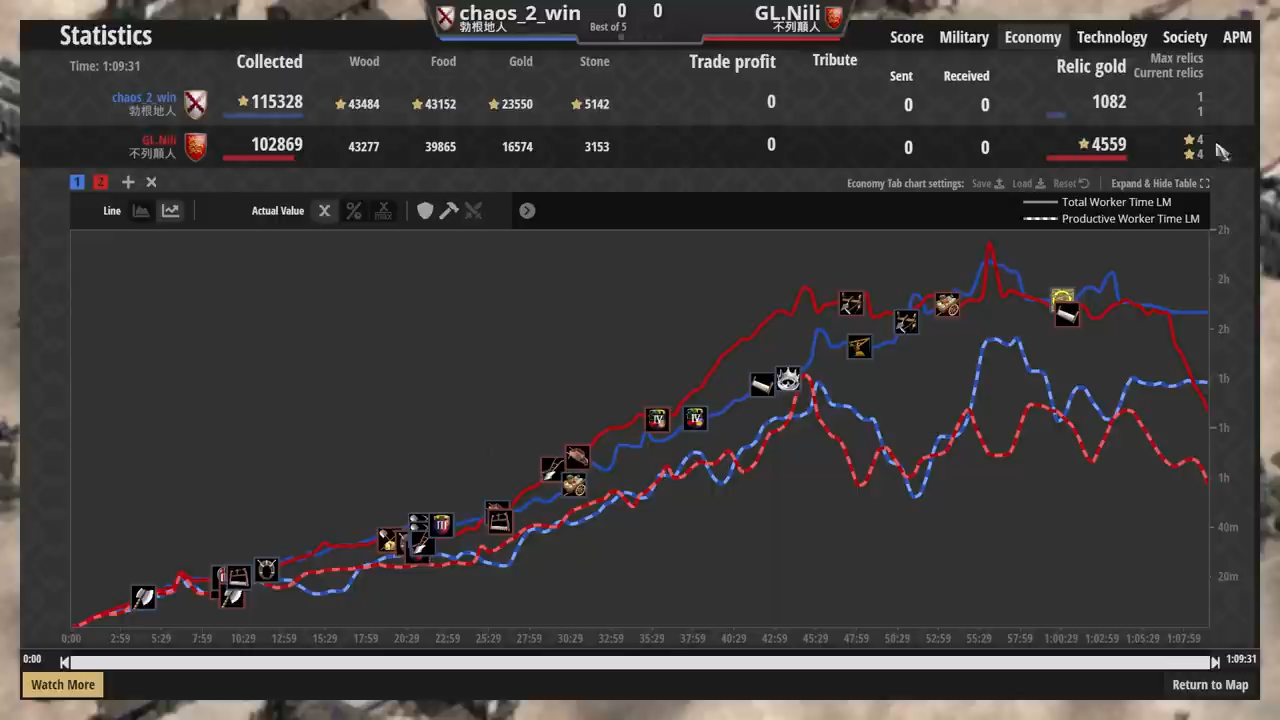 chaos_2_win 0 0 GL.Nili
勃根地人 Best of 5 不列顛人
Statistics
Score Military Economy Technology Society APM
Time: 1:09:31
Collected Wood Food Gold Stone Trade profit Tribute Sent Received Relic gold Max relics Current relics
chaos_2_win
勃根地人
115328 43484 43152 23550 5142 0 0 0 1082 1 1
GL.Nili
不列顛人
102869 43277 39865 16574 3153 0 0 0 4559 4 4
1 2 Economy Tab chart settings: Save Load Reset Expand & Hide Table
Line Actual Value X % X MAX
Total Worker Time LM
Productive Worker Time LM
2h
2h
2h
1h
1h
1h
40m
20m
0:00 2:59 5:29 7:59 10:29 12:59 15:29 17:59 20:29 22:59 25:29 27:59 30:29 32:59 35:29 37:59 40:29 42:59 45:29 47:59 50:29 52:59 55:29 57:59 1:00:29 1:02:59 1:05:29 1:07:59
0:00 1:09:31
Watch More Return to Map